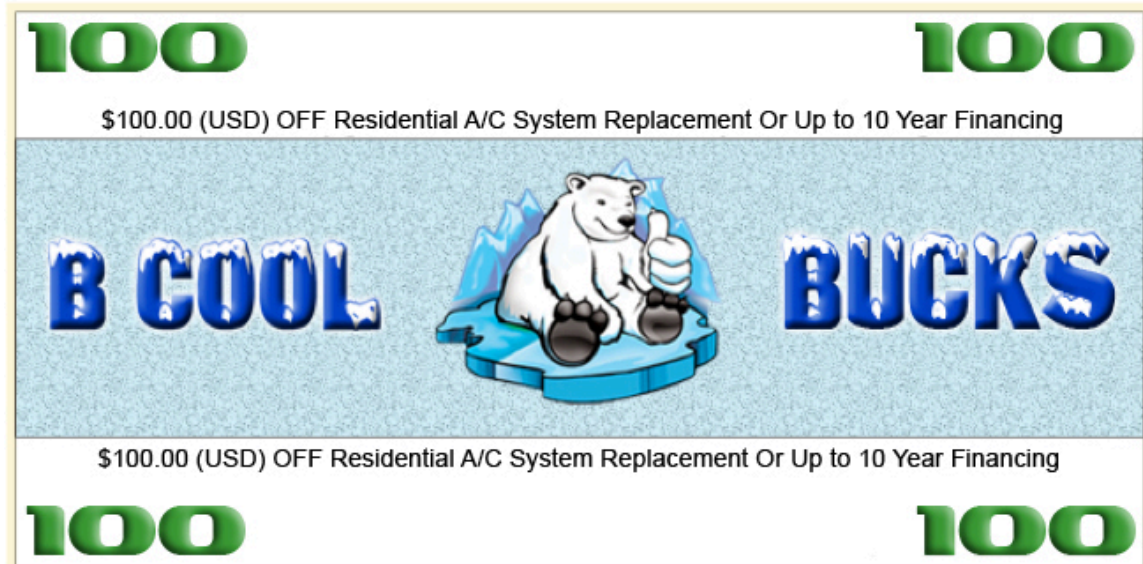 100 100
$100.00 (USD) OFF Residential A/C System Replacement Or Up to 10 Year Financing
B COOL BUCKS
$100.00 (USD) OFF Residential A/C System Replacement Or Up to 10 Year Financing
100 100